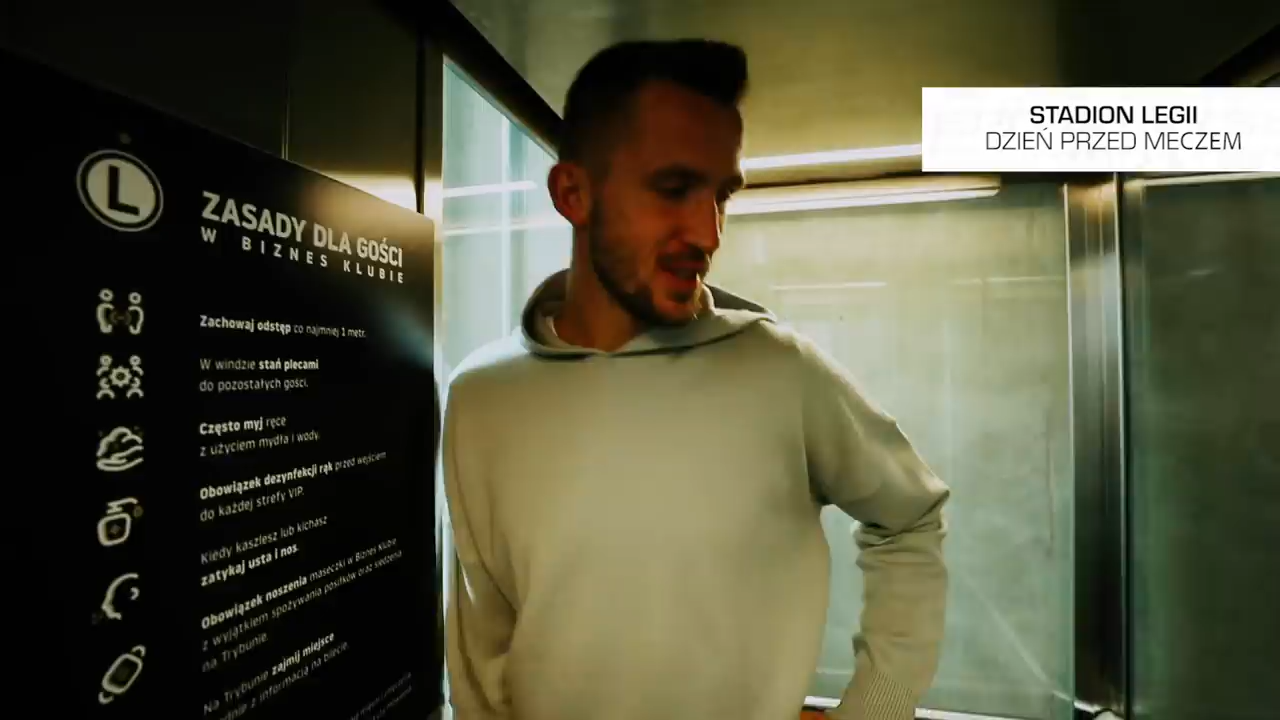 STADION LEGII
DZIEŃ PRZED MECZEM
L
ZASADY DLA GOŚCI
W BIZNES KLUBIE
Zachowaj odstęp co najmniej 1 metr.
W windzie stań plecami
do pozostałych gości.
Często myj ręce
z użyciem mydła i wody.
Obowiązek dezynfekcji rąk przed wejściem
do każdej strefy VIP.
Kiedy kaszlesz lub kichasz
zatykaj usta i nos.
Obowiązek noszenia maseczki w Biznes Klubie
z wyjątkiem spożywania posiłków oraz siedzenia
na Trybunie.
Na Trybunie zajmij miejsce
z informacją na bilecie.